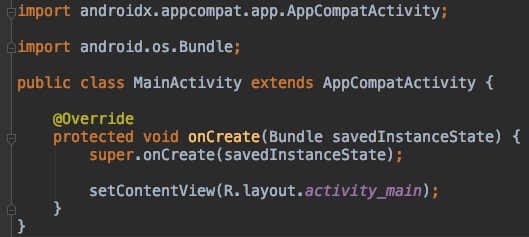 import androidx.appcompat.app.AppCompatActivity;
import android.os.Bundle;
public class MainActivity extends AppCompatActivity {
@Override
protected void onCreate(Bundle savedInstanceState) {
super.onCreate(savedInstanceState);
setContentView(R.layout.activity_main);
}
}